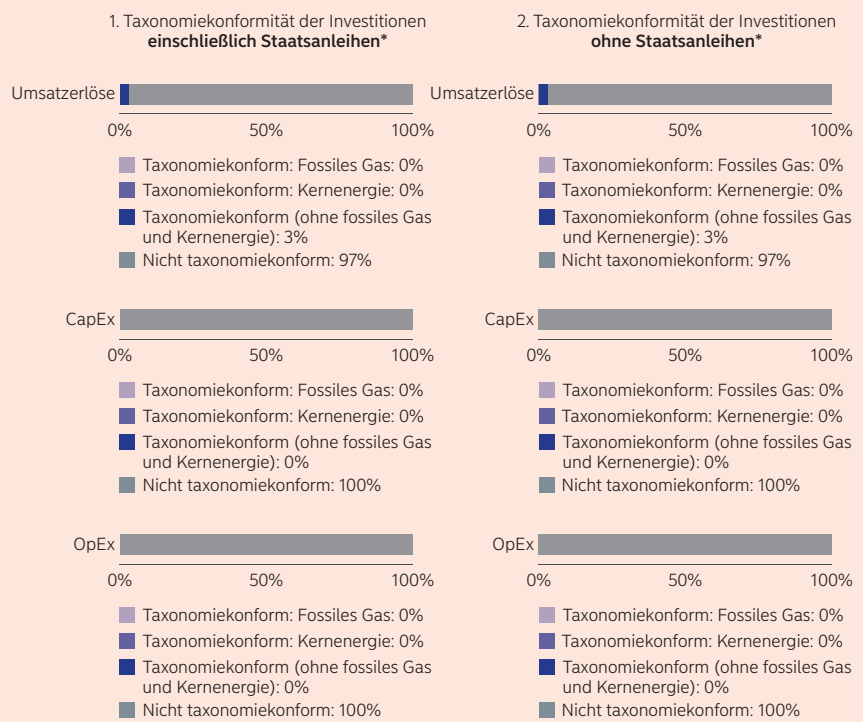 1. Taxonomiekonformität der Investitionen
einschließlich Staatsanleihen*
Umsatzerlöse
0% 50% 100%
Taxonomiekonform: Fossiles Gas: 0%
Taxonomiekonform: Kernenergie: 0%
Taxonomiekonform (ohne fossiles Gas
und Kernenergie): 3%
Nicht taxonomiekonform: 97%
CapEx
0% 50% 100%
Taxonomiekonform: Fossiles Gas: 0%
Taxonomiekonform: Kernenergie: 0%
Taxonomiekonform (ohne fossiles Gas
und Kernenergie): 0%
Nicht taxonomiekonform: 100%
OpEx
0% 50% 100%
Taxonomiekonform: Fossiles Gas: 0%
Taxonomiekonform: Kernenergie: 0%
Taxonomiekonform (ohne fossiles Gas
und Kernenergie): 0%
Nicht taxonomiekonform: 100%
2. Taxonomiekonformität der Investitionen
ohne Staatsanleihen*
Umsatzerlöse
0% 50% 100%
Taxonomiekonform: Fossiles Gas: 0%
Taxonomiekonform: Kernenergie: 0%
Taxonomiekonform (ohne fossiles Gas
und Kernenergie): 3%
Nicht taxonomiekonform: 97%
CapEx
0% 50% 100%
Taxonomiekonform: Fossiles Gas: 0%
Taxonomiekonform: Kernenergie: 0%
Taxonomiekonform (ohne fossiles Gas
und Kernenergie): 0%
Nicht taxonomiekonform: 100%
OpEx
0% 50% 100%
Taxonomiekonform: Fossiles Gas: 0%
Taxonomiekonform: Kernenergie: 0%
Taxonomiekonform (ohne fossiles Gas
und Kernenergie): 0%
Nicht taxonomiekonform: 100%